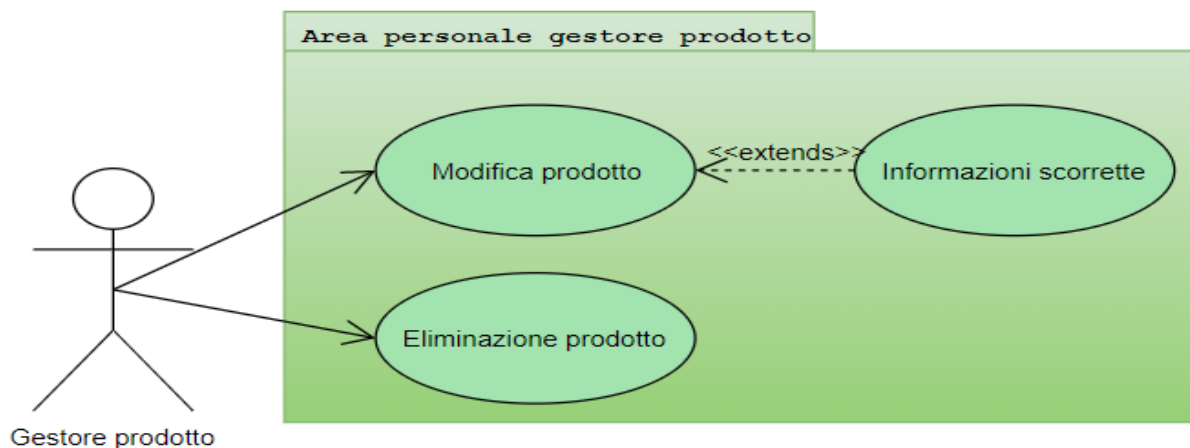 Area personale gestore prodotto
Modifica prodotto
<<extends>>
Informazioni scorrette
Eliminazione prodotto
Gestore prodotto